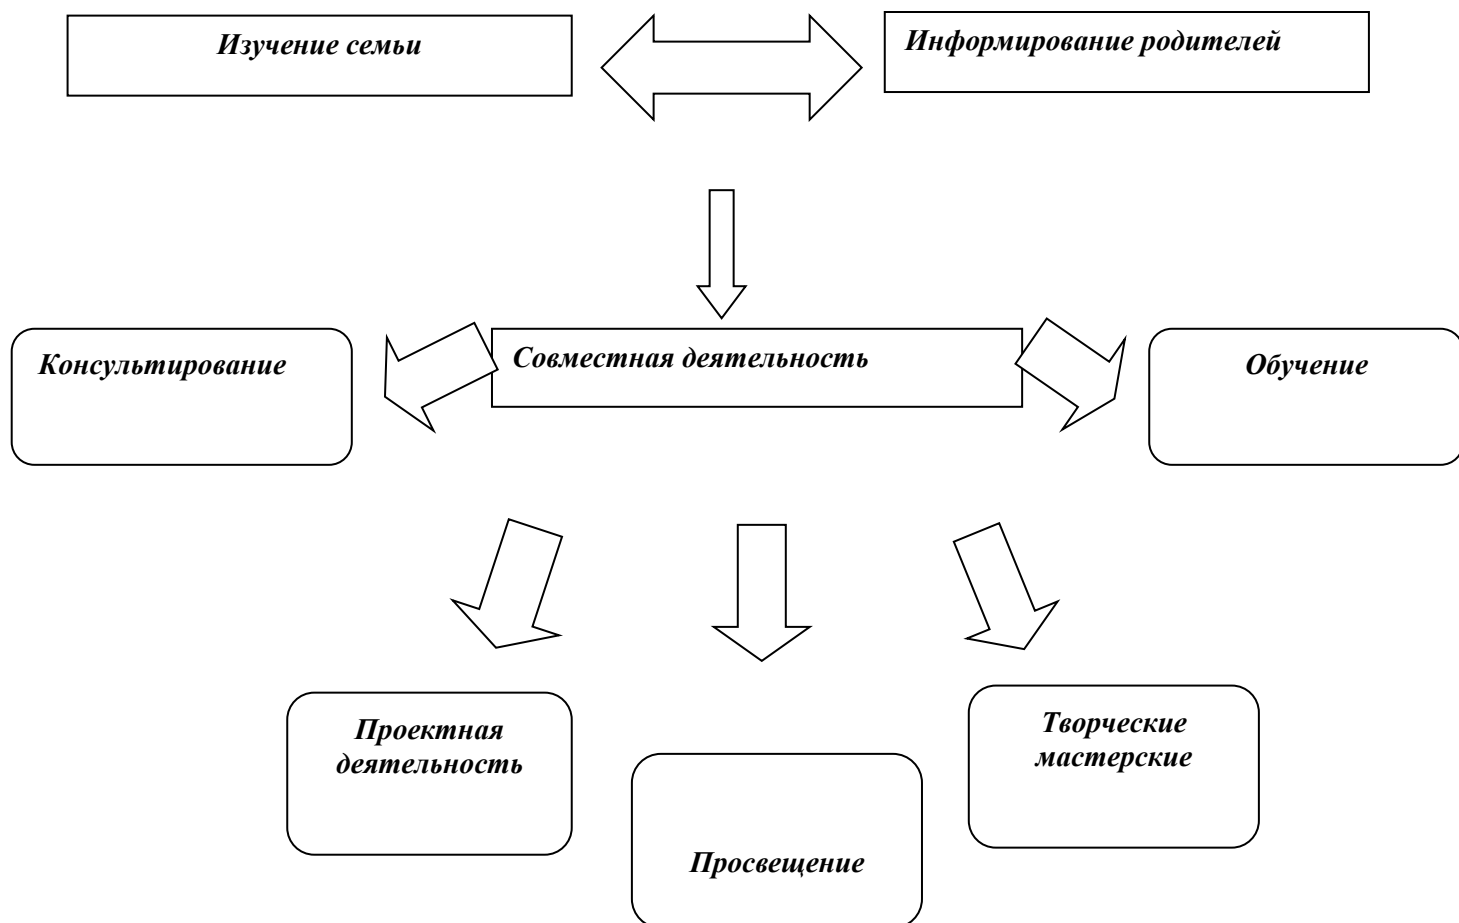 Изучение семьи
Информирование родителей
Консультирование
Совместная деятельность
Обучение
Проектная
деятельность
Творческие
мастерские
Просвещение